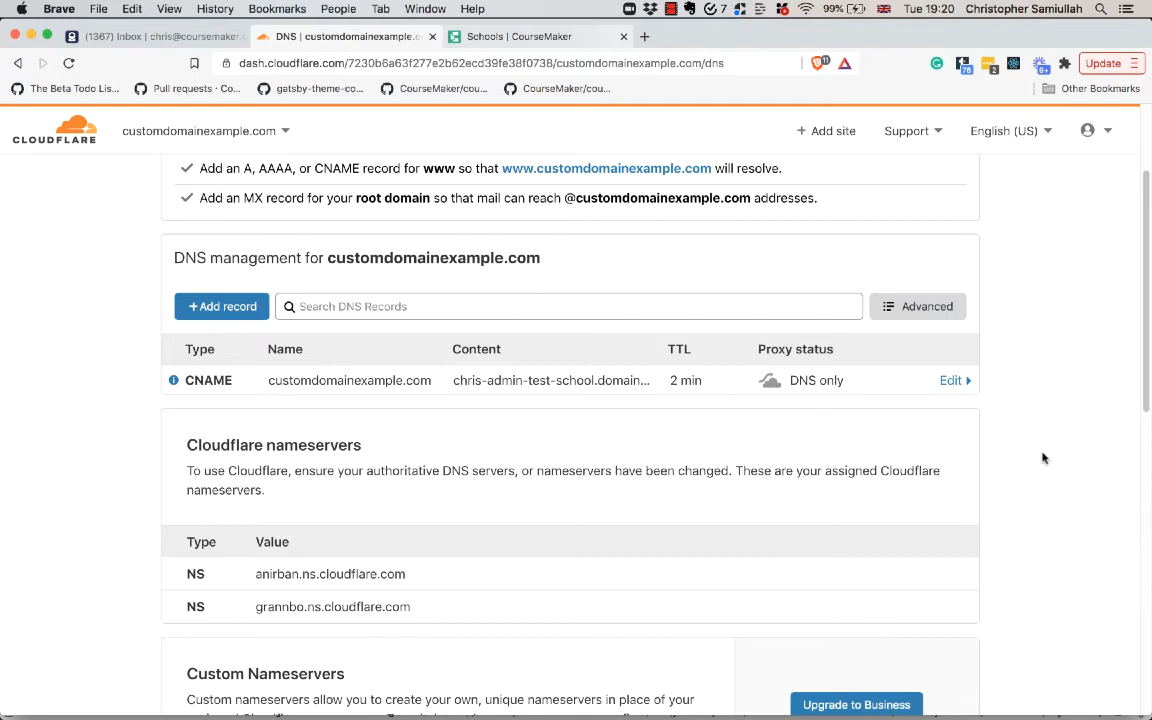 Brave File Edit View History Bookmarks People Tab Window Help 7 99% Tue 19:20 Christopher Samiullah
(1367) Inbox | chris@coursemaker. DNS | customdomainexample.c Schools | CourseMaker
dash.cloudflare.com/7230b6a63f277e2b62ecd39fe38f0738/customdomainexample.com/dns 11 76 2 9+ Update
The Beta Todo Lis... Pull requests · Co... gatsby-theme-co... CourseMaker/cou... CourseMaker/cou... Other Bookmarks
CLOUDFLARE customdomainexample.com + Add site Support English (US)
Add an A, AAAA, or CNAME record for www so that www.customdomainexample.com will resolve.
Add an MX record for your root domain so that mail can reach @customdomainexample.com addresses.
DNS management for customdomainexample.com
+ Add record Search DNS Records Advanced
Type Name Content TTL Proxy status
CNAME customdomainexample.com chris-admin-test-school.domain... 2 min DNS only Edit
Cloudflare nameservers
To use Cloudflare, ensure your authoritative DNS servers, or nameservers have been changed. These are your assigned Cloudflare
nameservers.
Type Value
NS anirban.ns.cloudflare.com
NS grannbo.ns.cloudflare.com
Custom Nameservers
Custom nameservers allow you to create your own, unique nameservers in place of your
Upgrade to Business